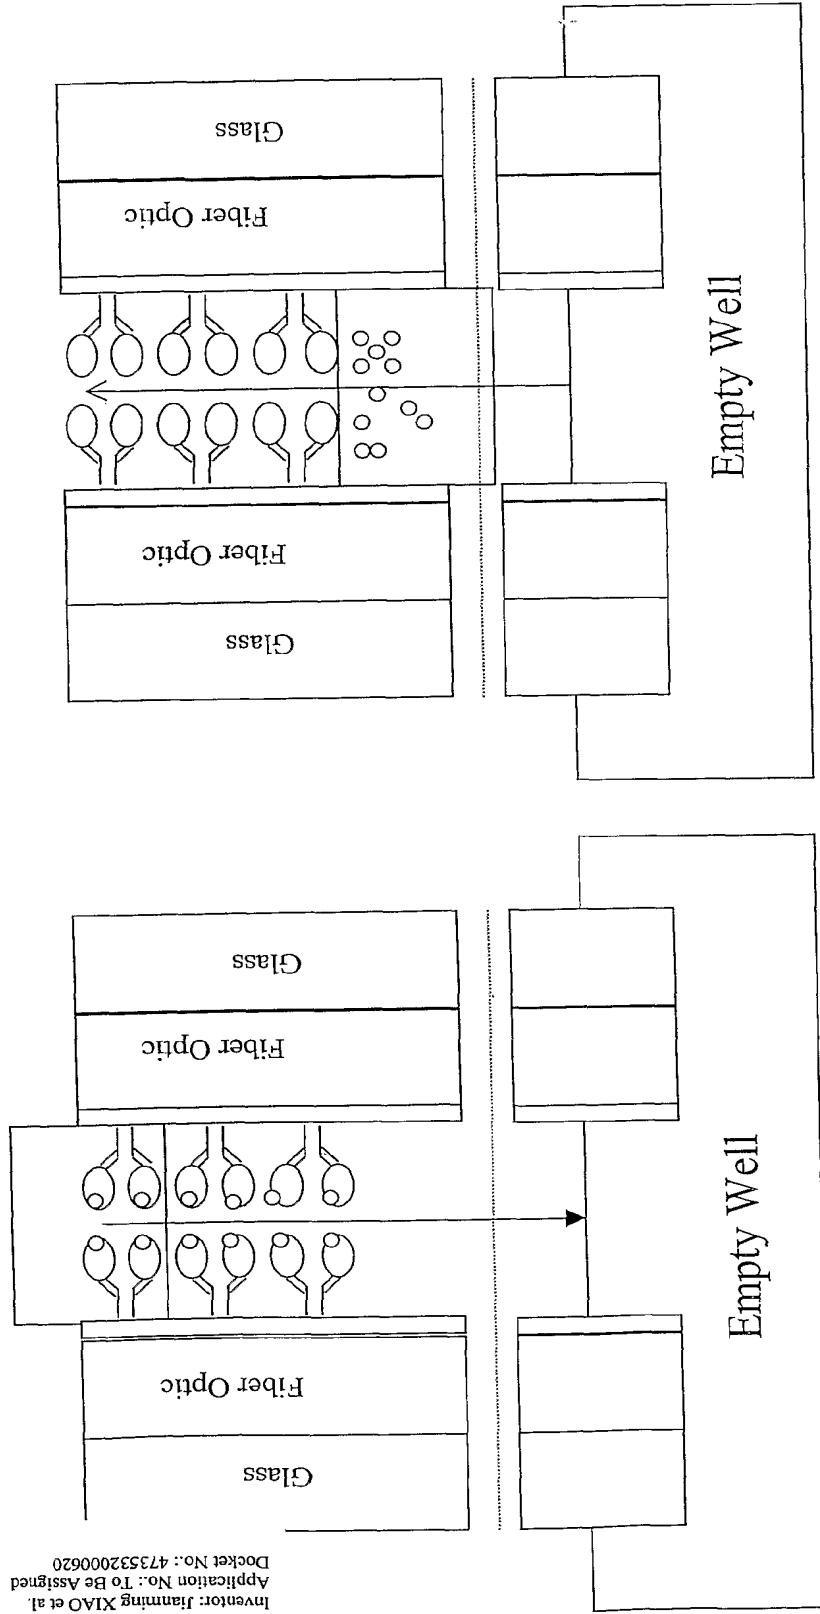 Inventor: Jianming XIAO et al.
Application No.: To Be Assigned
Docket No.: 473532000620
Glass
Fiber Optic
Fiber Optic
Glass
Empty Well
Glass
Fiber Optic
Fiber Optic
Glass
Empty Well